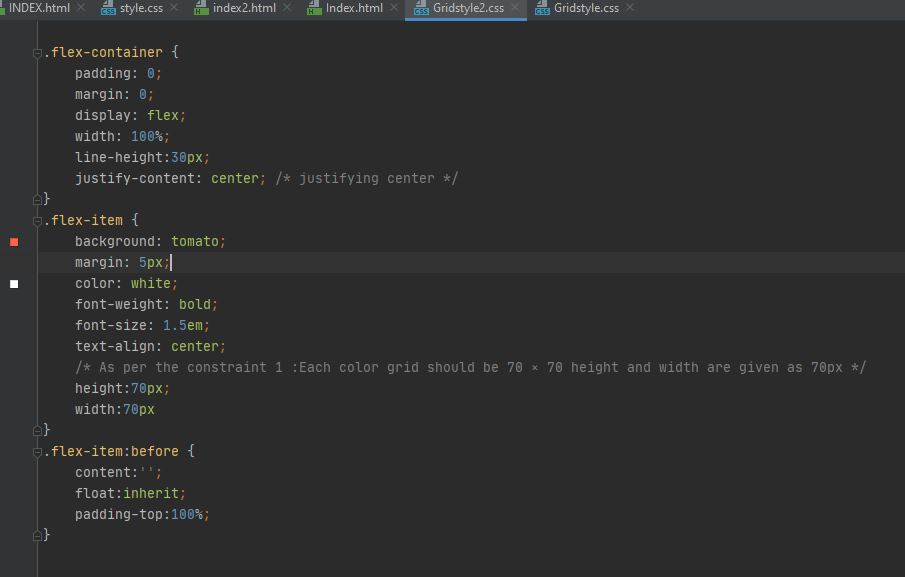 INDEX.html × style.css × index2.html × Index.html × Gridstyle2.css × Gridstyle.css ×
.flex-container {
padding: 0;
margin: 0;
display: flex;
width: 100%;
line-height:30px;
justify-content: center; /* justifying center */
}
.flex-item {
background: tomato;
margin: 5px;
color: white;
font-weight: bold;
font-size: 1.5em;
text-align: center;
/* As per the constraint 1 :Each color grid should be 70 × 70 height and width are given as 70px */
height:70px;
width:70px
}
.flex-item:before {
content:'';
float:inherit;
padding-top:100%;
}